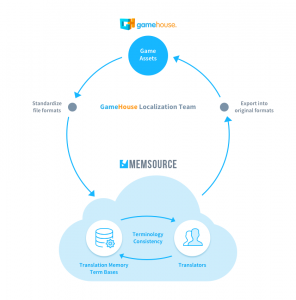 gamehouse.
Game
Assets
Standardize
file formats
GameHouse Localization Team
Export into
original formats
MEMSOURCE
Terminology
Consistency
Translation Memory
Term Bases
Translators